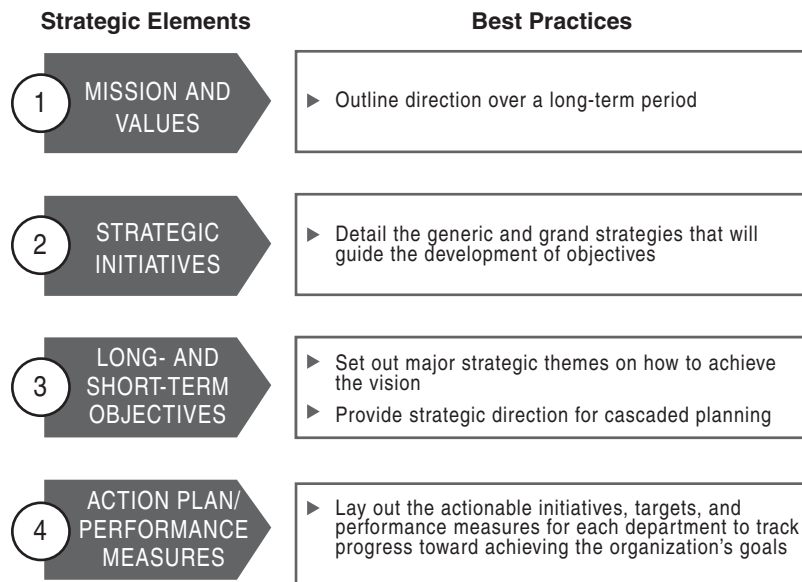 Strategic Elements
Best Practices
1
MISSION AND
VALUES
▶ Outline direction over a long-term period
2
STRATEGIC
INITIATIVES
▶ Detail the generic and grand strategies that will
guide the development of objectives
3
LONG- AND
SHORT-TERM
OBJECTIVES
▶ Set out major strategic themes on how to achieve
the vision
▶ Provide strategic direction for cascaded planning
4
ACTION PLAN/
PERFORMANCE
MEASURES
▶ Lay out the actionable initiatives, targets, and
performance measures for each department to track
progress toward achieving the organization’s goals